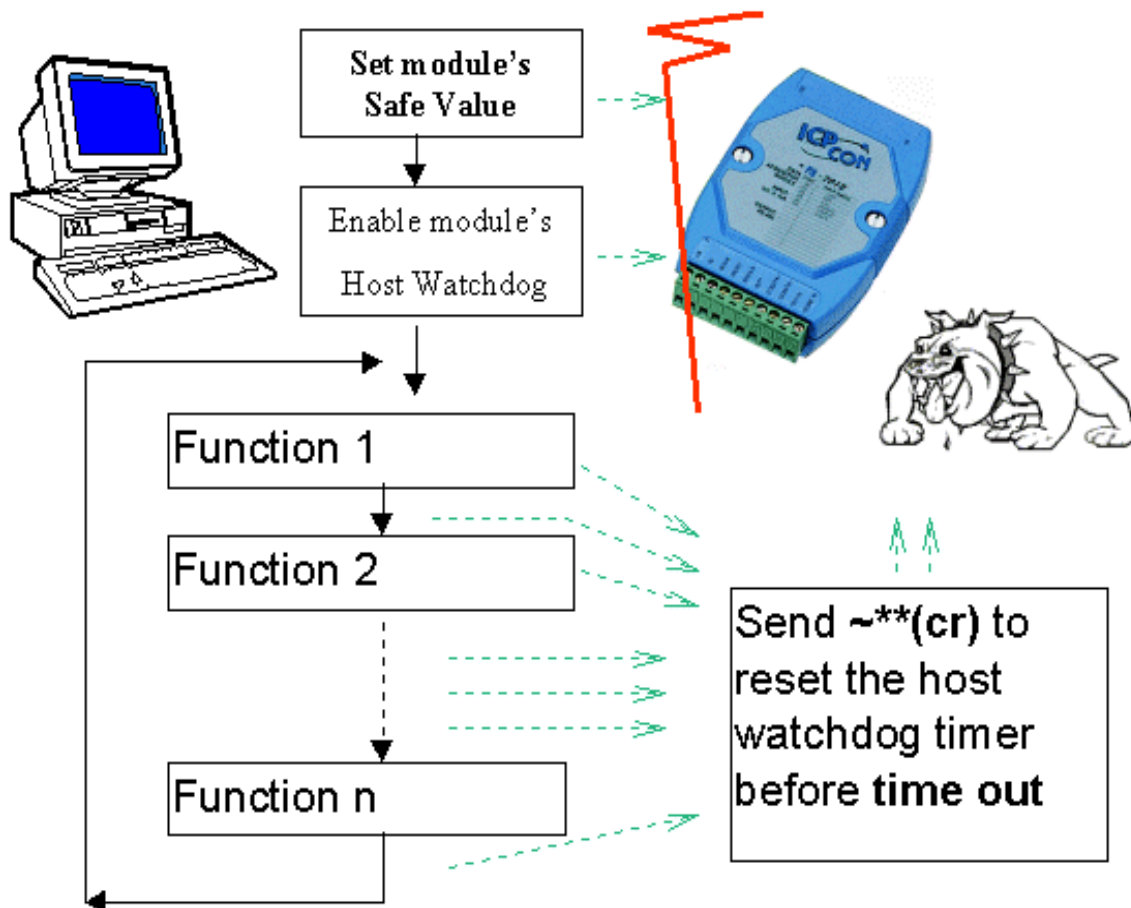 Set module's
Safe Value
Enable module's
Host Watchdog
ICP
CON
Function 1
Function 2
Send ~**(cr) to
reset the host
watchdog timer
before time out
Function n